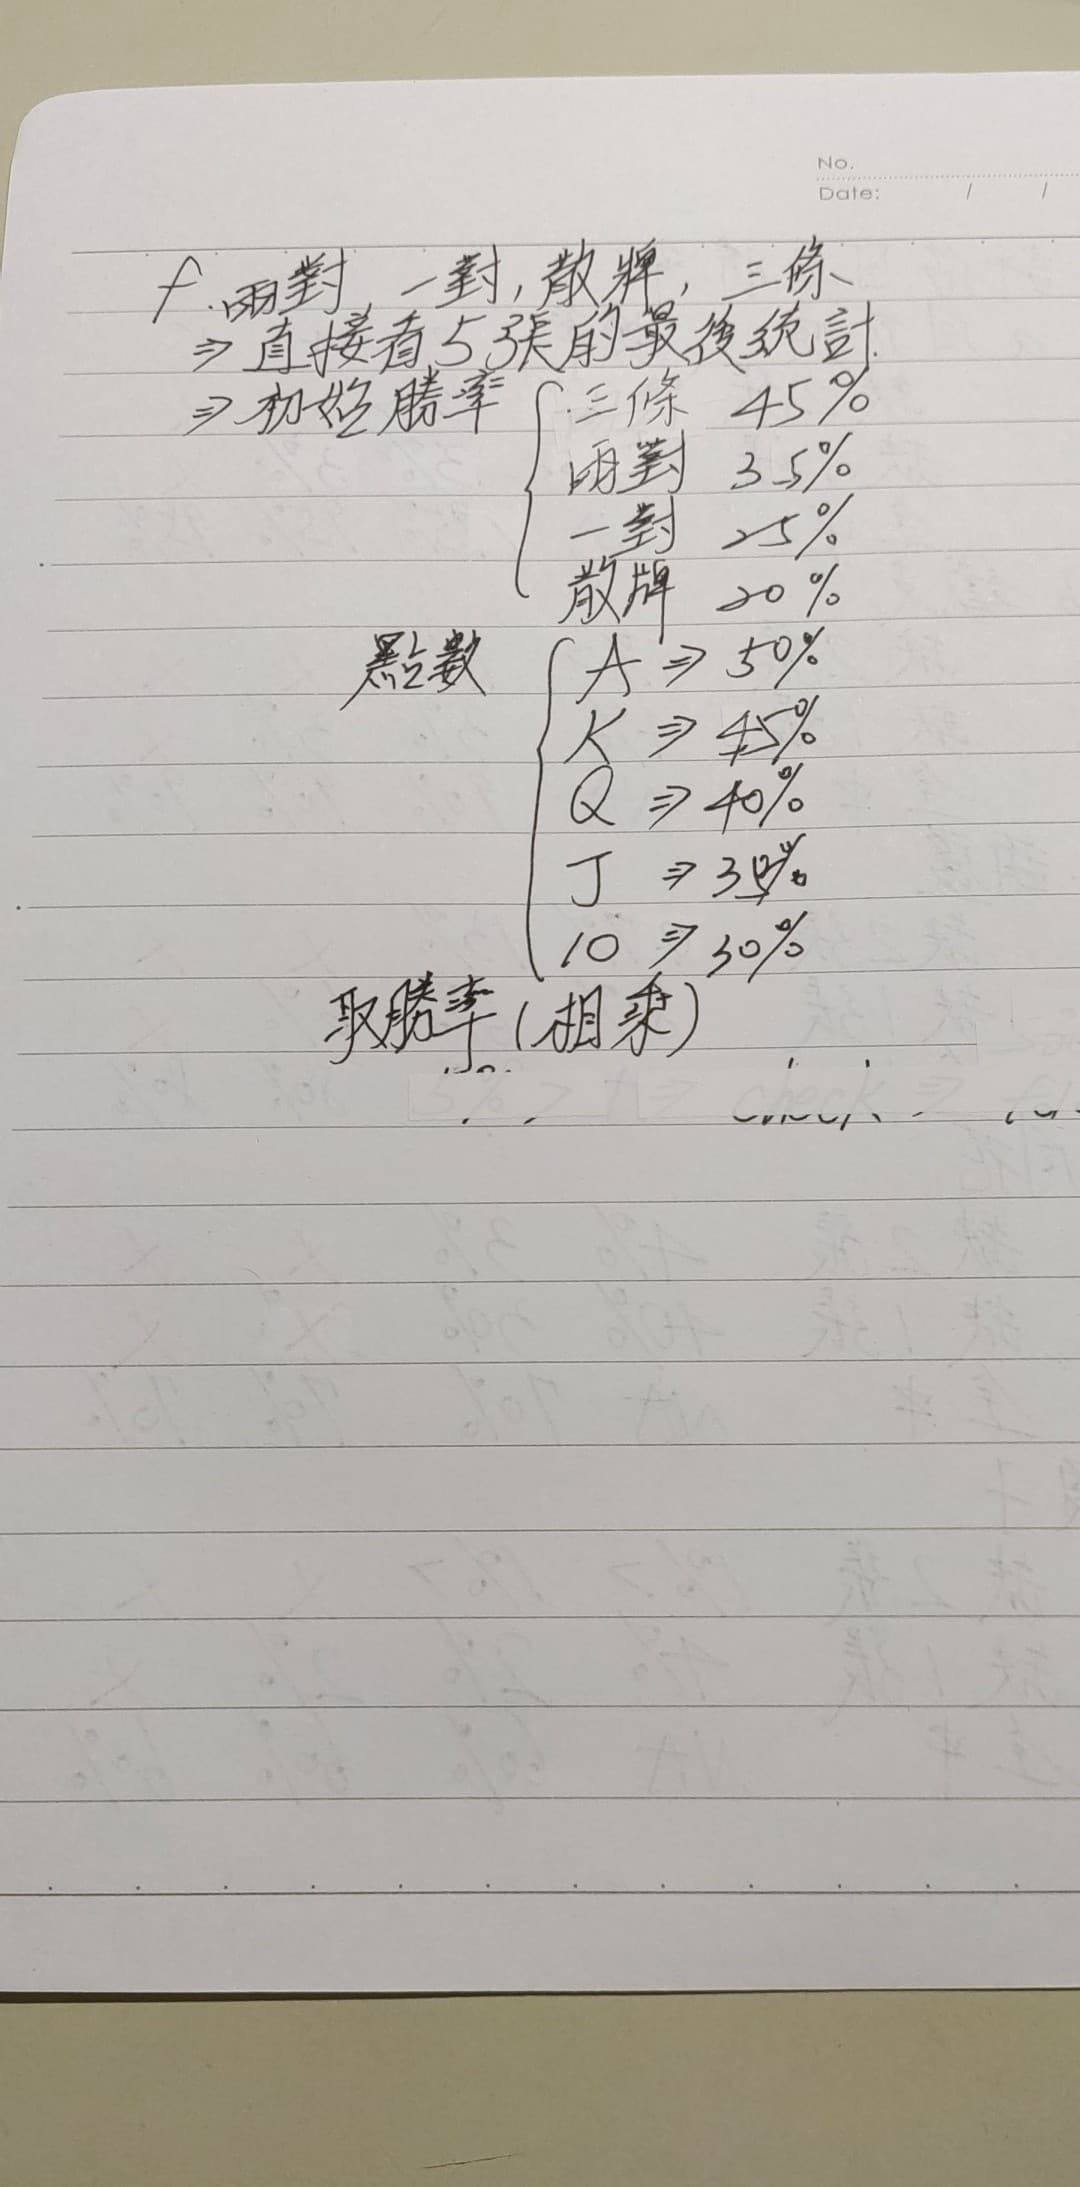 No.
Date: / /
f. 兩對, 一對, 散牌, 三條
⇒ 直接看5張的最後統計
⇒ 初始勝率 { 三條 45%
兩對 35%
一對 25%
散牌 20%
點數 { A ⇒ 50%
K ⇒ 45%
Q ⇒ 40%
J ⇒ 35%
10 ⇒ 30%
取勝率 (相乘)